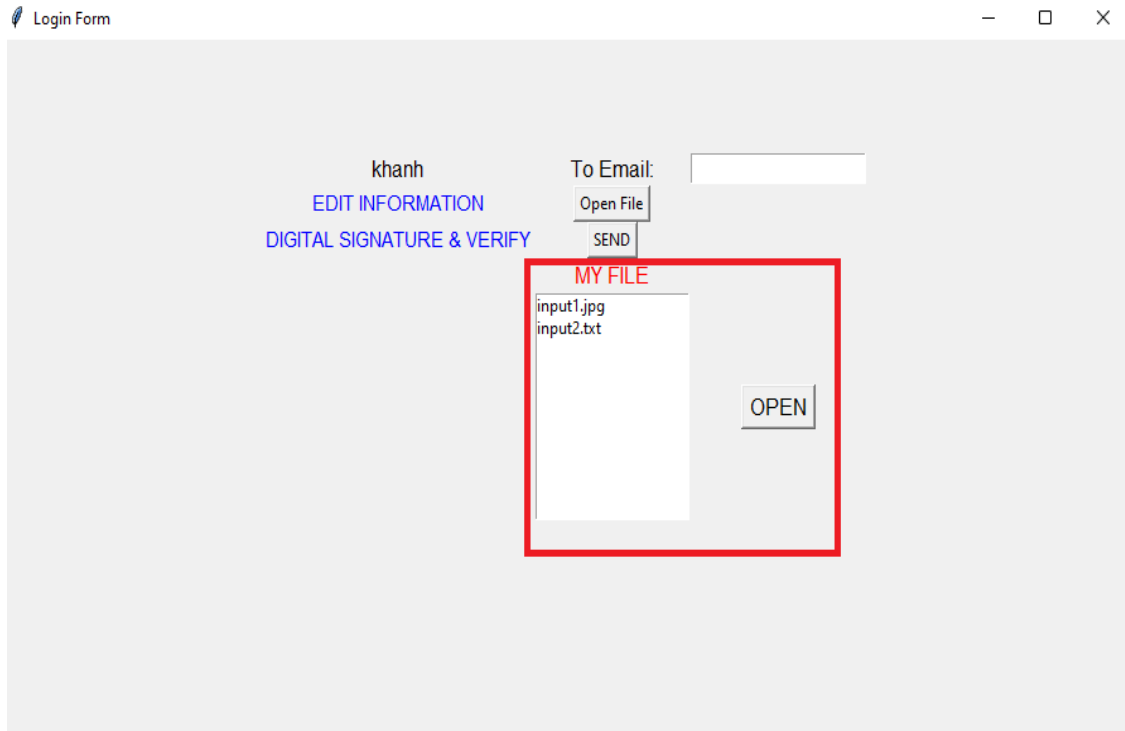 Login Form
khanh To Email:
EDIT INFORMATION Open File
DIGITAL SIGNATURE & VERIFY SEND
MY FILE
input1.jpg
input2.txt
OPEN